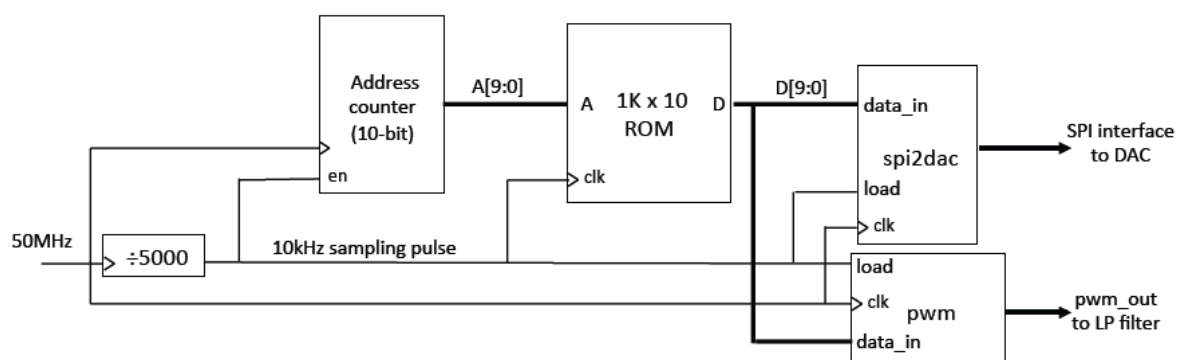 Address
counter
(10-bit)
en
A[9:0]
A
1K x 10
ROM
D
clk
D[9:0]
data_in
spi2dac
load
clk
SPI interface
to DAC
50MHz
÷5000
10kHz sampling pulse
load
clk
pwm
data_in
pwm_out
to LP filter